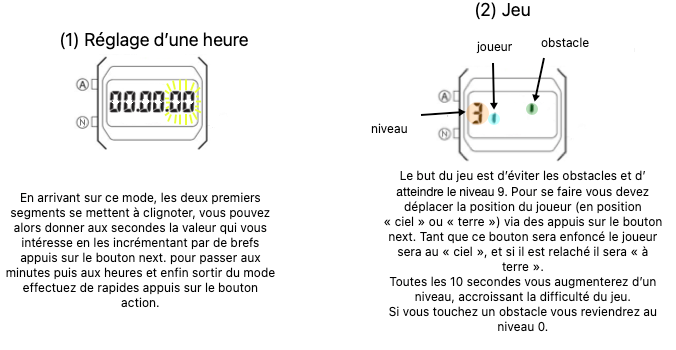 (1) Réglage d’une heure
A
00.00.00
N
En arrivant sur ce mode, les deux premiers
segments se mettent à clignoter, vous pouvez
alors donner aux secondes la valeur qui vous
intéresse en les incrémentant par de brefs
appuis sur le bouton next. pour passer aux
minutes puis aux heures et enfin sortir du mode
effectuez de rapides appuis sur le bouton
action.
(2) Jeu
joueur
obstacle
A
niveau
3
N
Le but du jeu est d’éviter les obstacles et d’
atteindre le niveau 9. Pour se faire vous devez
déplacer la position du joueur (en position
« ciel » ou « terre ») via des appuis sur le bouton
next. Tant que ce bouton sera enfoncé le joueur
sera au « ciel », et si il est relaché il sera « à
terre ».
Toutes les 10 secondes vous augmenterez d’un
niveau, accroissant la difficulté du jeu.
Si vous touchez un obstacle vous reviendrez au
niveau 0.